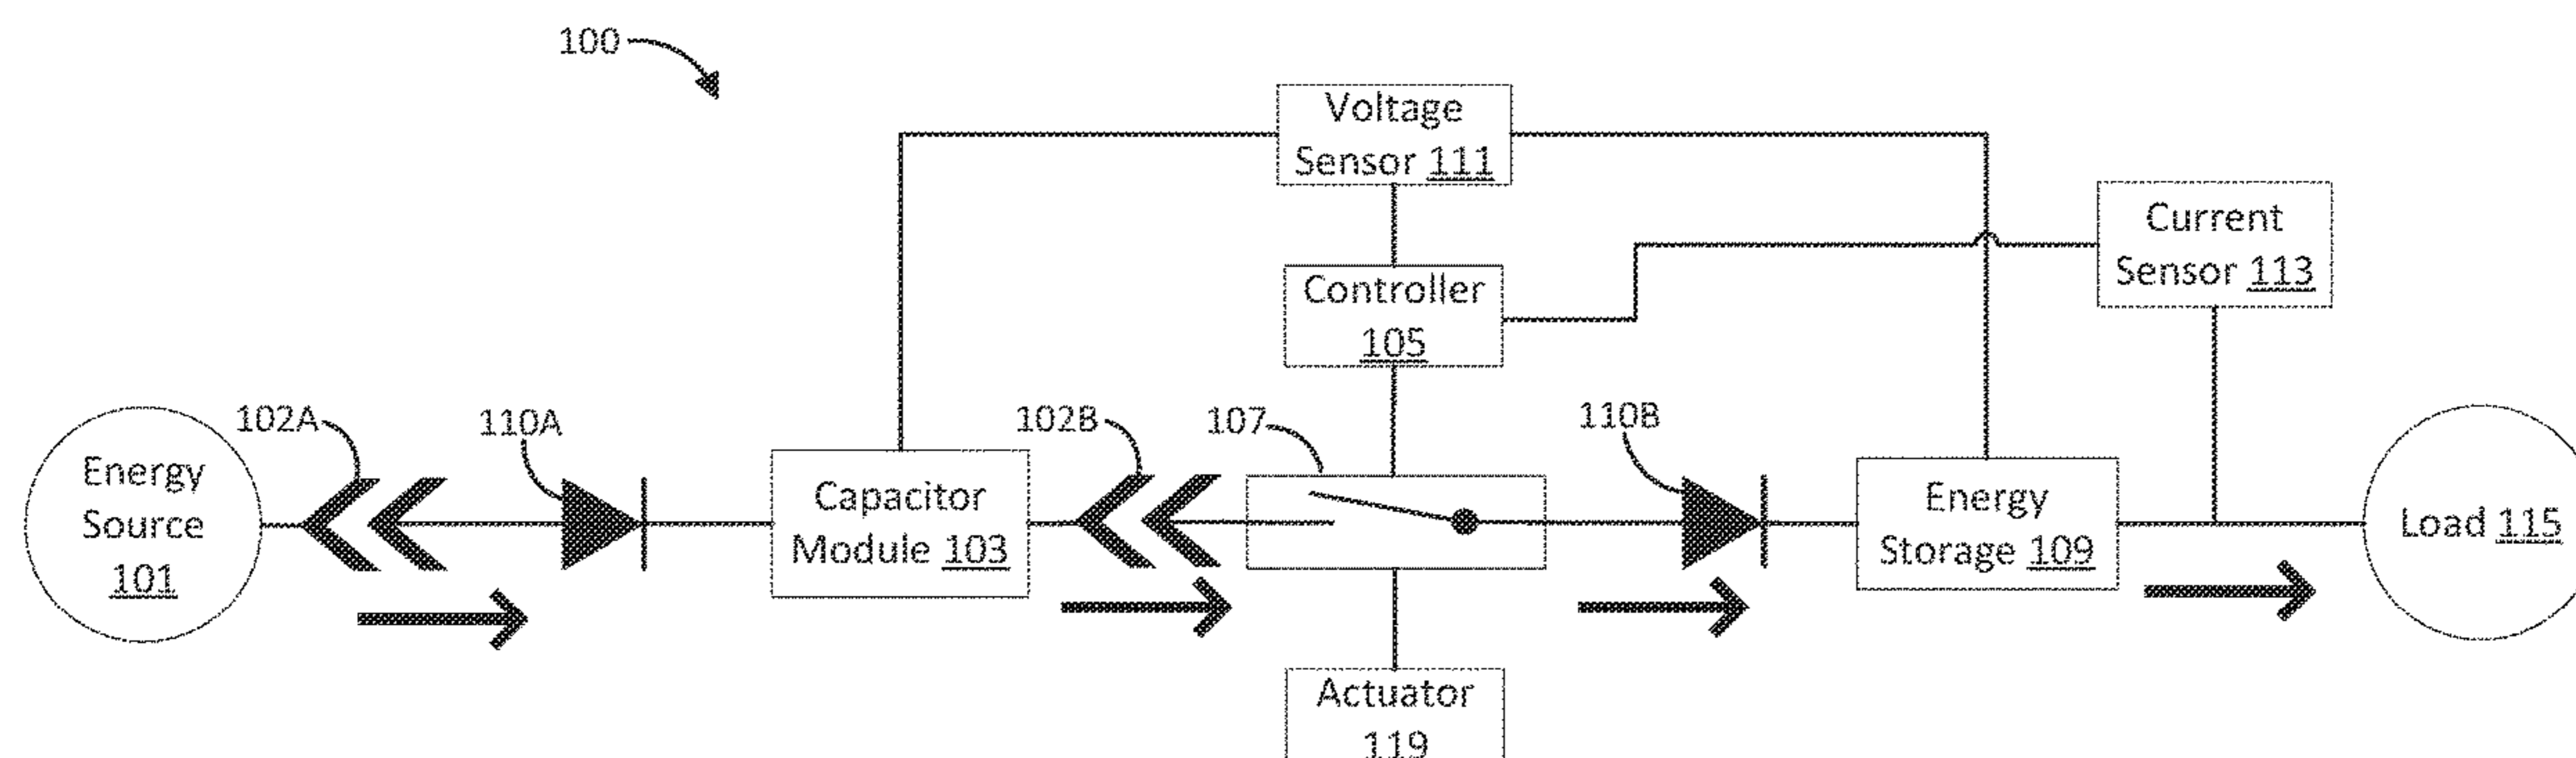 100
Voltage
Sensor 111
Current
Sensor 113
Controller
105
102A
110A
102B
107
110B
Energy
Source
101
Capacitor
Module 103
Energy
Storage 109
Load 115
Actuator
119